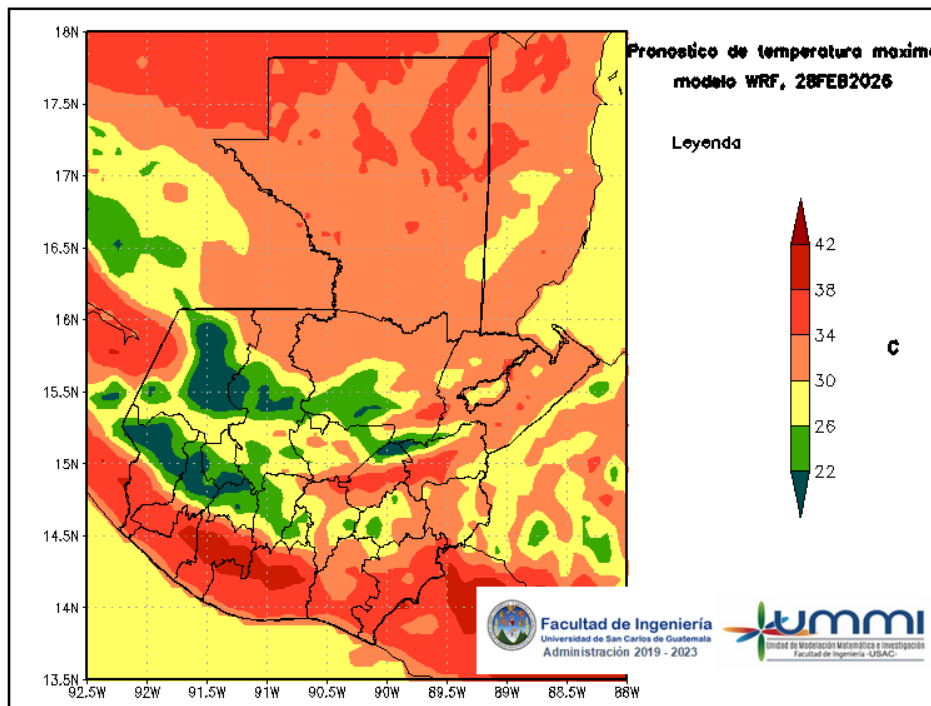 Pronostico de temperatura maxima
modelo WRF, 28FEB2026
Leyenda
18N
17.5N
17N
16.5N
16N
15.5N
15N
14.5N
14N
13.5N
92.5W
92W
91.5W
91W
90.5W
90W
89.5W
89W
88.5W
88W
42
38
34
30
26
22
C
Facultad de Ingeniería
Universidad de San Carlos de Guatemala
Administración 2019 - 2023
ummi
Unidad de Modelación Matemática e Investigación
Facultad de Ingeniería -USAC-